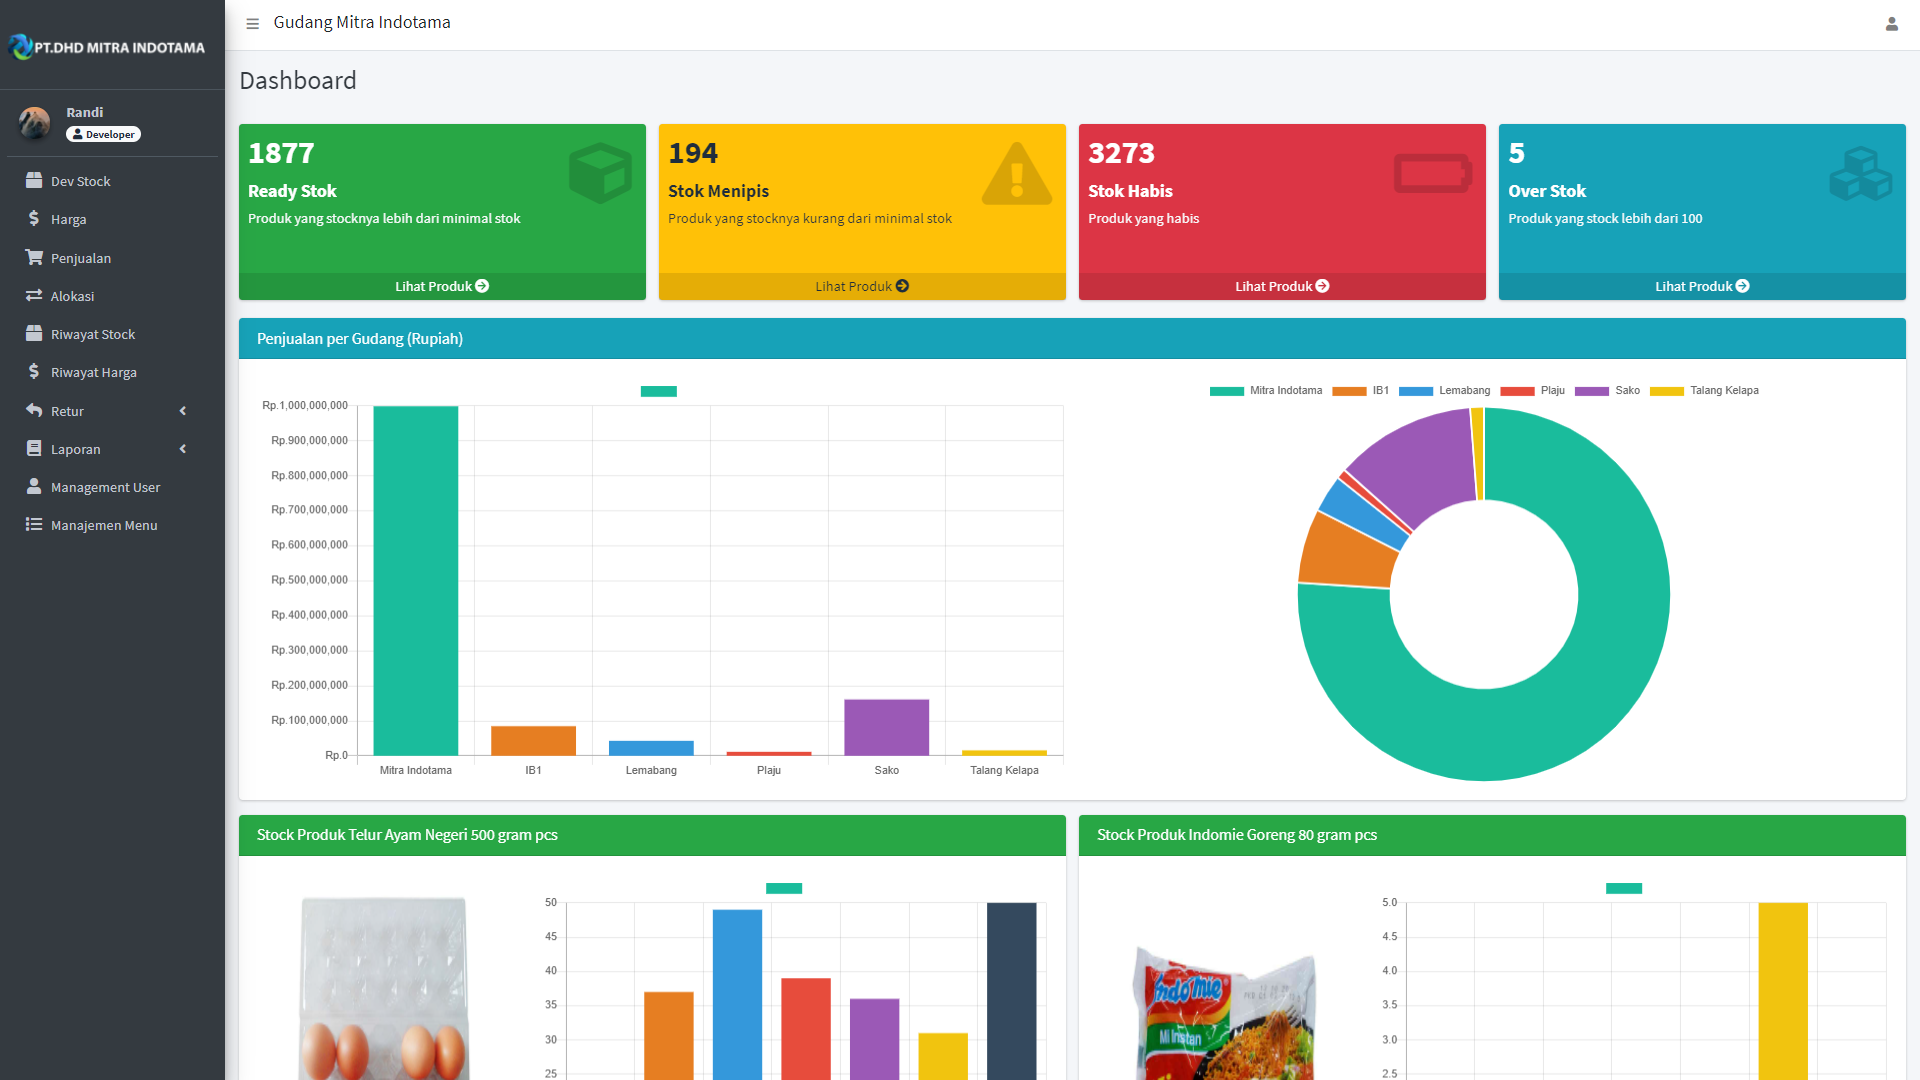 PT.DHD MITRA INDOTAMA
Gudang Mitra Indotama
Randi
Developer
Dev Stock
Harga
Penjualan
Alokasi
Riwayat Stock
Riwayat Harga
Retur
Laporan
Management User
Manajemen Menu
Dashboard
1877
Ready Stok
Produk yang stocknya lebih dari minimal stok
Lihat Produk
194
Stok Menipis
Produk yang stocknya kurang dari minimal stok
Lihat Produk
3273
Stok Habis
Produk yang habis
Lihat Produk
5
Over Stok
Produk yang stock lebih dari 100
Lihat Produk
Penjualan per Gudang (Rupiah)
Rp.1,000,000,000
Rp.900,000,000
Rp.800,000,000
Rp.700,000,000
Rp.600,000,000
Rp.500,000,000
Rp.400,000,000
Rp.300,000,000
Rp.200,000,000
Rp.100,000,000
Rp.0
Mitra Indotama IB1 Lemabang Plaju Sako Talang Kelapa
Mitra Indotama IB1 Lemabang Plaju Sako Talang Kelapa
Stock Produk Telur Ayam Negeri 500 gram pcs
50
45
40
35
30
25
Stock Produk Indomie Goreng 80 gram pcs
Indomie
Mi Instan
5.0
4.5
4.0
3.5
3.0
2.5